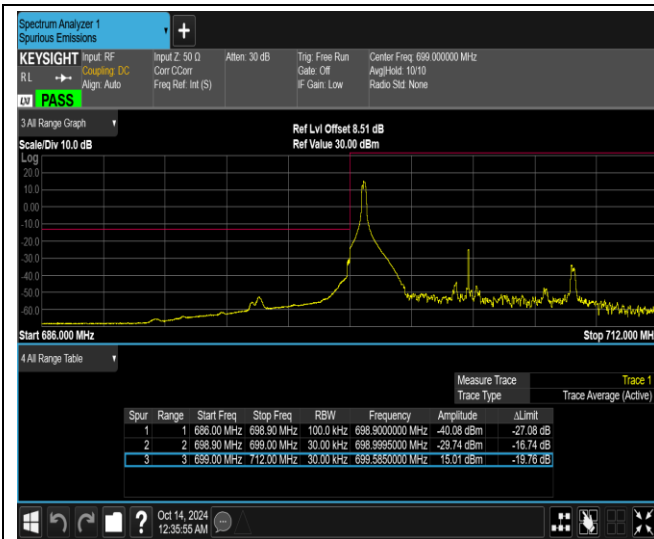 Spectrum Analyzer 1
Spurious Emissions
KEYSIGHT Input: RF Input Z: 50 Ω Atten: 30 dB Trig: Free Run Center Freq: 699.000000 MHz
R L Coupling: DC Corr CCorr Gate: Off Avg|Hold: 10/10
Align: Auto Freq Ref: Int (S) IF Gain: Low Radio Std: None
LXI PASS
3 All Range Graph
Ref Lvl Offset 8.51 dB
Scale/Div 10.0 dB Ref Value 30.00 dBm
Log
20.0
10.0
0.00
-10.0
-20.0
-30.0
-40.0
-50.0
-60.0
Start 686.000 MHz Stop 712.000 MH
4 All Range Table
Measure Trace Trace 1
Trace Type Trace Average (Active)
Spur Range Start Freq Stop Freq RBW Frequency Amplitude ΔLimit
1 1 686.00 MHz 698.90 MHz 100.0 kHz 698.9000000 MHz -40.08 dBm -27.08 dB
2 2 698.90 MHz 699.00 MHz 30.00 kHz 698.9995000 MHz -29.74 dBm -16.74 dB
3 3 699.00 MHz 712.00 MHz 30.00 kHz 699.5850000 MHz 15.01 dBm -19.76 dB
Oct 14, 2024
12:35:55 AM